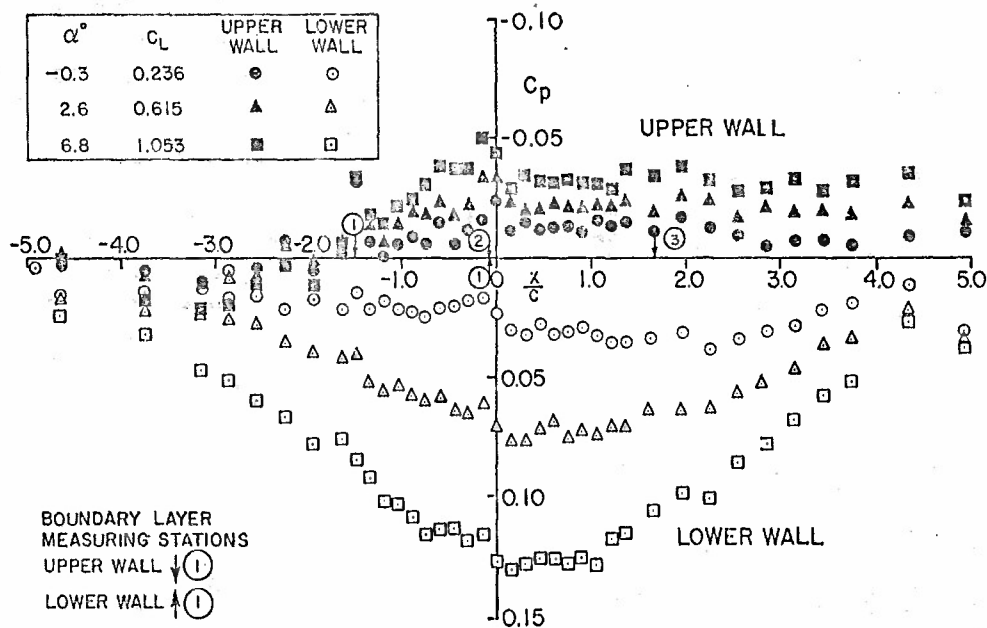 α° C_L UPPER WALL LOWER WALL
-0.3 0.236
2.6 0.615
6.8 1.053
-0.10
C_p
-0.05
UPPER WALL
-5.0 -4.0 -3.0 -2.0 -1.0 1.0 2.0 3.0 4.0 5.0
1
2
3
1
x/c
0.05
0.10
0.15
LOWER WALL
BOUNDARY LAYER
MEASURING STATIONS
UPPER WALL ↓ 1
LOWER WALL ↑ 1